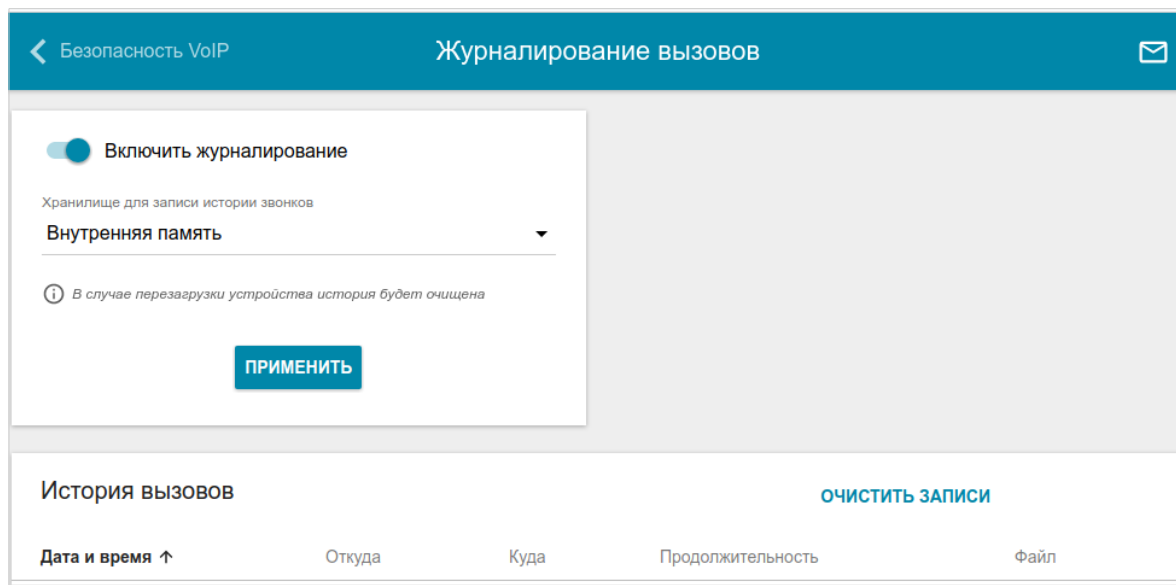 Безопасность VoIP Журналирование вызовов
Включить журналирование
Хранилище для записи истории звонков
Внутренняя память
В случае перезагрузки устройства история будет очищена
ПРИМЕНИТЬ
История вызовов ОЧИСТИТЬ ЗАПИСИ
Дата и время Откуда Куда Продолжительность Файл